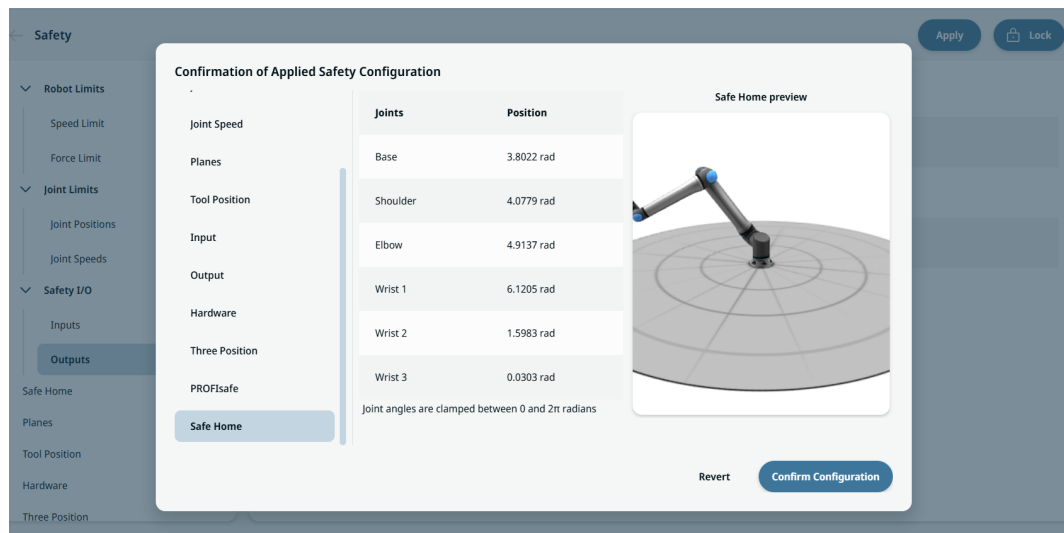 Safety
Apply
Lock
Robot Limits
Speed Limit
Force Limit
Joint Limits
Joint Positions
Joint Speeds
Safety I/O
Inputs
Outputs
Safe Home
Planes
Tool Position
Hardware
Three Position
Confirmation of Applied Safety Configuration
Joint Speed
Planes
Tool Position
Input
Output
Hardware
Three Position
PROFIsafe
Safe Home
Joints Position
Base 3.8022 rad
Shoulder 4.0779 rad
Elbow 4.9137 rad
Wrist 1 6.1205 rad
Wrist 2 1.5983 rad
Wrist 3 0.0303 rad
Joint angles are clamped between 0 and 2π radians
Safe Home preview
Revert
Confirm Configuration